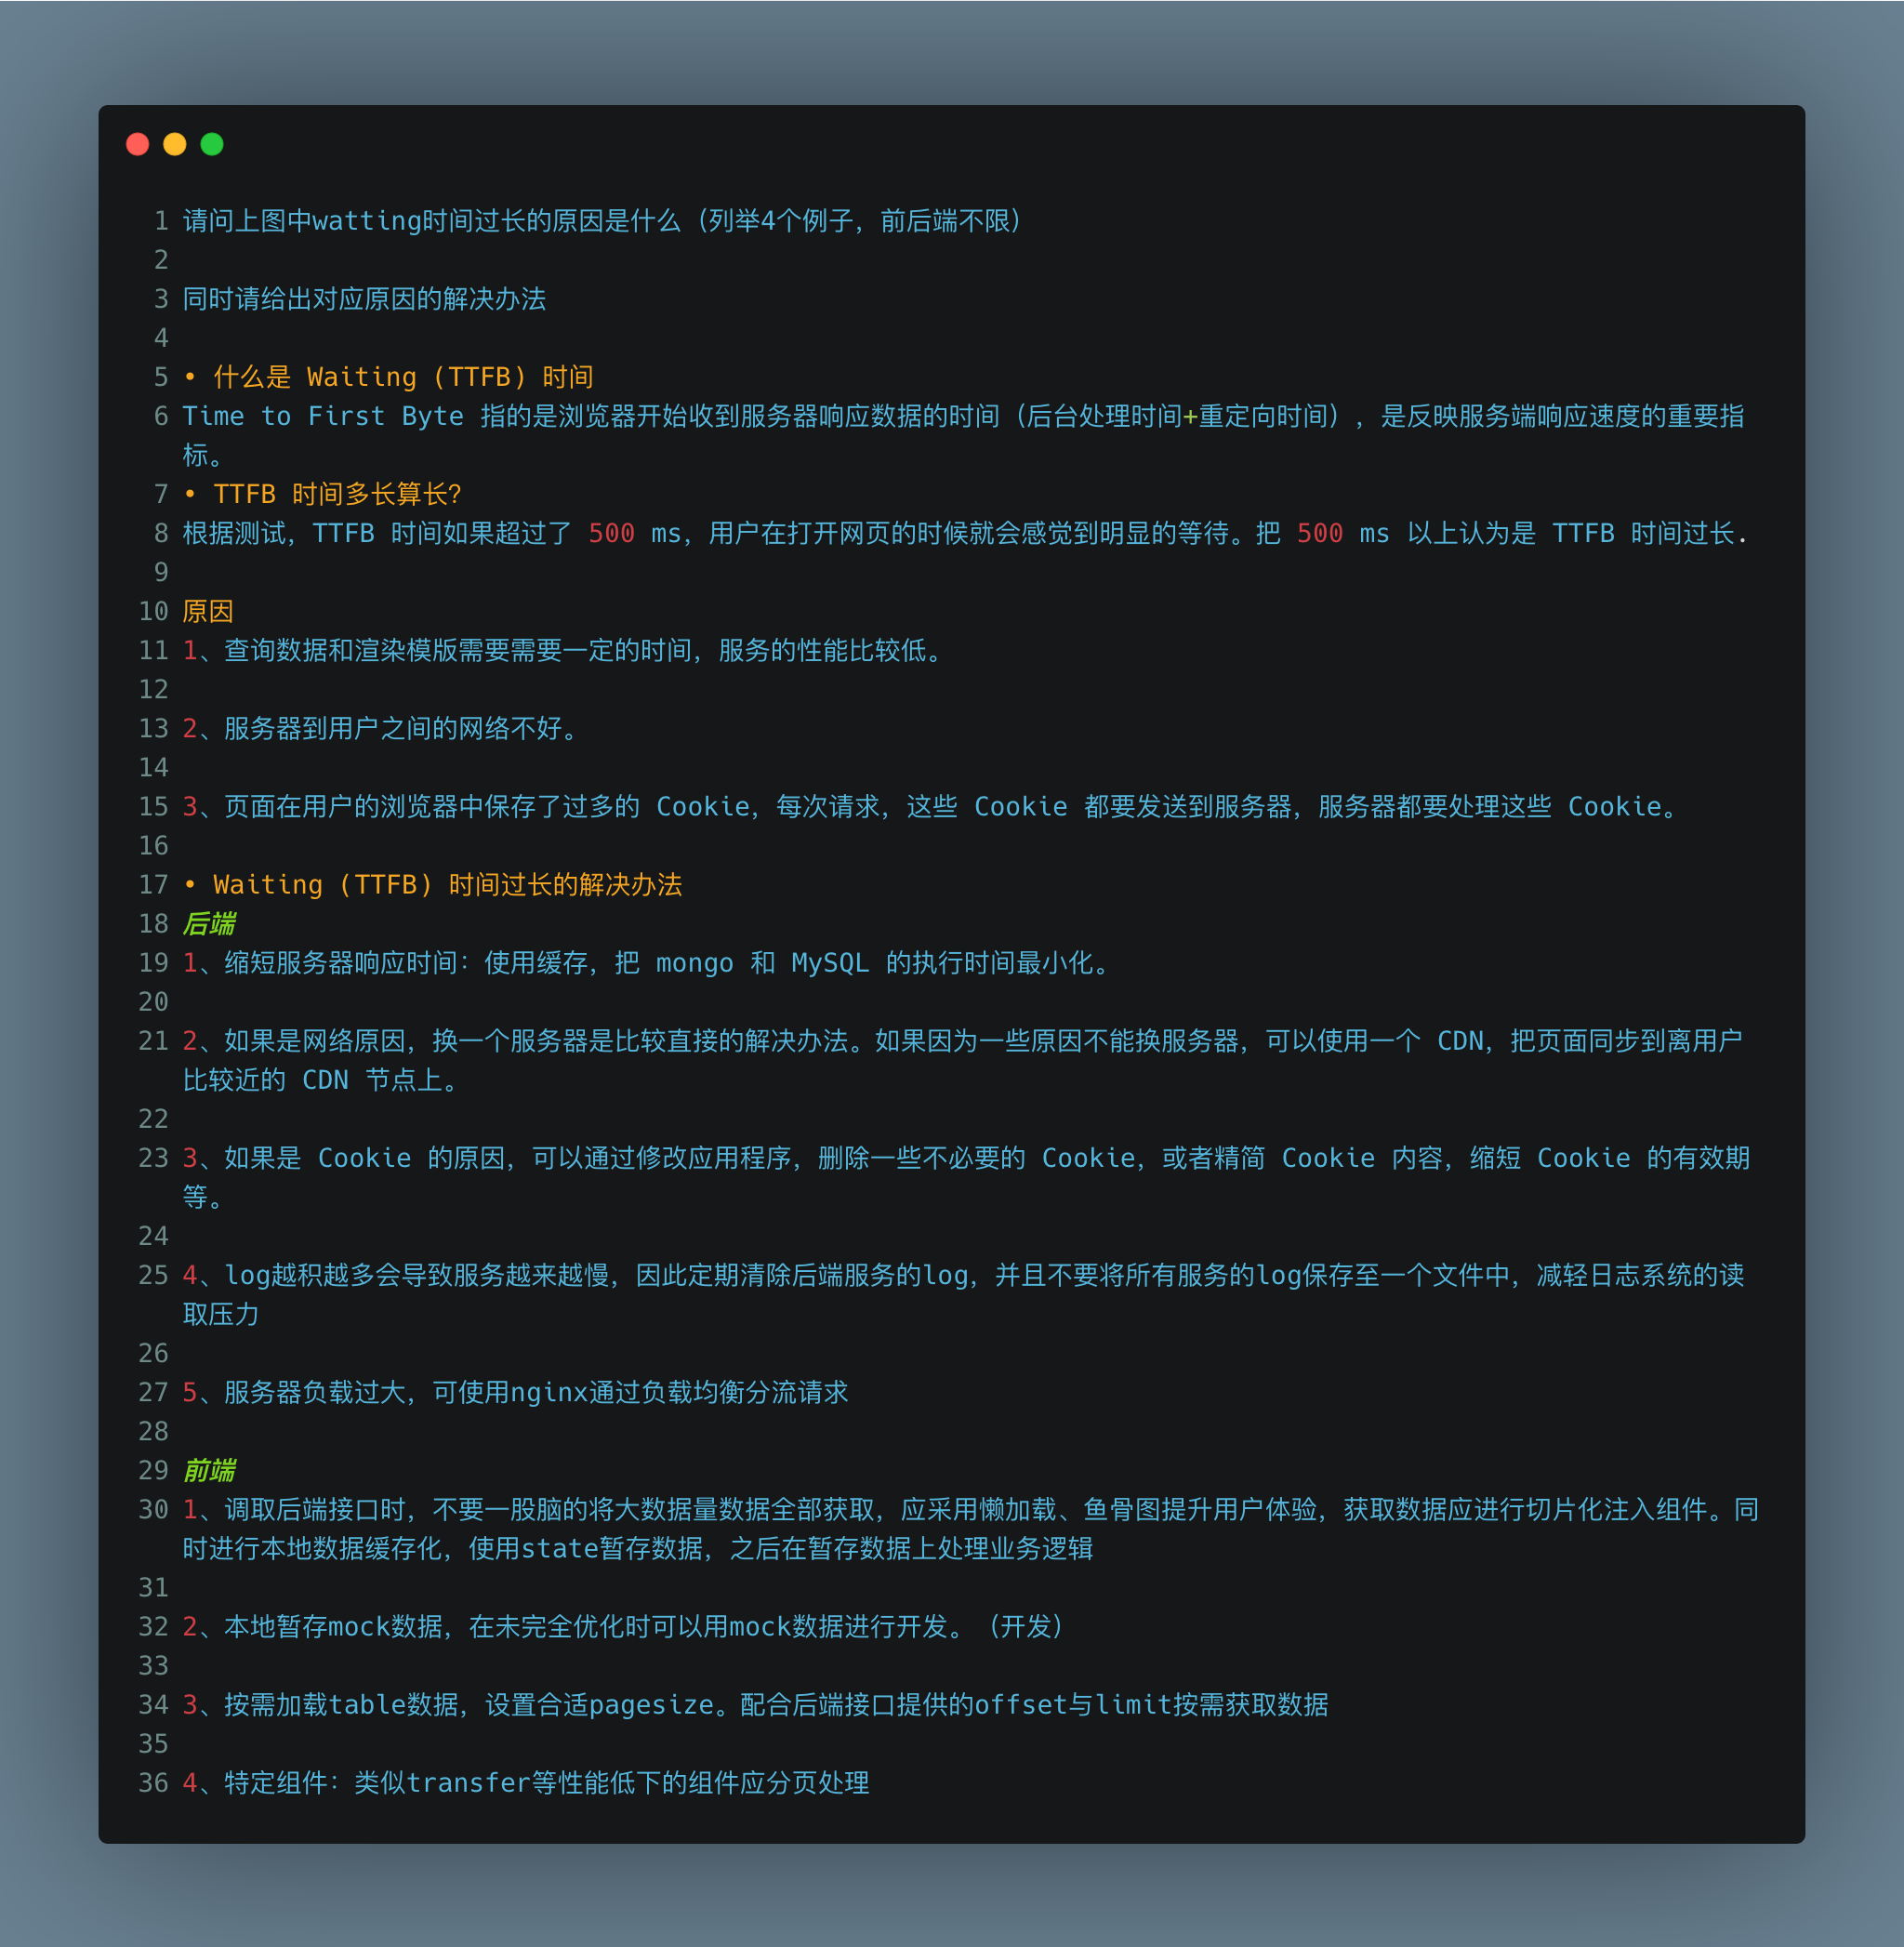 1 请问上图中watting时间过长的原因是什么（列举4个例子，前后端不限）
2
3 同时请给出对应原因的解决办法
4
5 • 什么是 Waiting (TTFB) 时间
6 Time to First Byte 指的是浏览器开始收到服务器响应数据的时间（后台处理时间+重定向时间），是反映服务端响应速度的重要指
标。
7 • TTFB 时间多长算长？
8 根据测试，TTFB 时间如果超过了 500 ms，用户在打开网页的时候就会感觉到明显的等待。把 500 ms 以上认为是 TTFB 时间过长.
9
10 原因
11 1、查询数据和渲染模版需要需要一定的时间，服务的性能比较低。
12
13 2、服务器到用户之间的网络不好。
14
15 3、页面在用户的浏览器中保存了过多的 Cookie，每次请求，这些 Cookie 都要发送到服务器，服务器都要处理这些 Cookie。
16
17 • Waiting (TTFB) 时间过长的解决办法
18 后端
19 1、缩短服务器响应时间：使用缓存，把 mongo 和 MySQL 的执行时间最小化。
20
21 2、如果是网络原因，换一个服务器是比较直接的解决办法。如果因为一些原因不能换服务器，可以使用一个 CDN，把页面同步到离用户
比较近的 CDN 节点上。
22
23 3、如果是 Cookie 的原因，可以通过修改应用程序，删除一些不必要的 Cookie，或者精简 Cookie 内容，缩短 Cookie 的有效期
等。
24
25 4、log越积越多会导致服务越来越慢，因此定期清除后端服务的log，并且不要将所有服务的log保存至一个文件中，减轻日志系统的读
取压力
26
27 5、服务器负载过大，可使用nginx通过负载均衡分流请求
28
29 前端
30 1、调取后端接口时，不要一股脑的将大数据量数据全部获取，应采用懒加载、鱼骨图提升用户体验，获取数据应进行切片化注入组件。同
时进行本地数据缓存化，使用state暂存数据，之后在暂存数据上处理业务逻辑
31
32 2、本地暂存mock数据，在未完全优化时可以用mock数据进行开发。（开发）
33
34 3、按需加载table数据，设置合适pagesize。配合后端接口提供的offset与limit按需获取数据
35
36 4、特定组件：类似transfer等性能低下的组件应分页处理